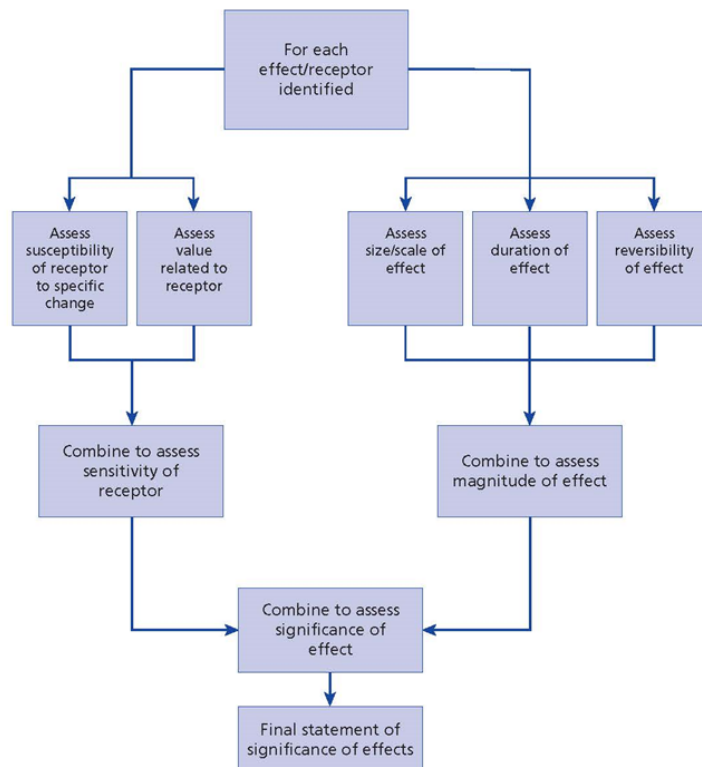 For each
effect/receptor
identified
Assess
susceptibility
of receptor
to specific
change
Assess
value
related to
receptor
Assess
size/scale of
effect
Assess
duration of
effect
Assess
reversibility
of effect
Combine to assess
sensitivity of
receptor
Combine to assess
magnitude of effect
Combine to assess
significance of
effect
Final statement of
significance of effects